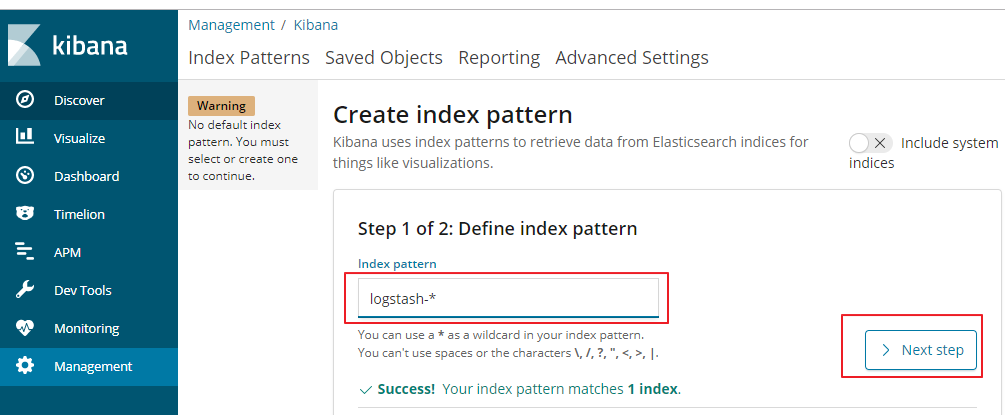 kibana
Discover
Visualize
Dashboard
Timelion
APM
Dev Tools
Monitoring
Management
Management / Kibana
Index Patterns Saved Objects Reporting Advanced Settings
Warning
No default index
pattern. You must
select or create one
to continue.
Create index pattern
Kibana uses index patterns to retrieve data from Elasticsearch indices for
things like visualizations.
Include system
indices
Step 1 of 2: Define index pattern
Index pattern
logstash-*
You can use a * as a wildcard in your index pattern.
You can't use spaces or the characters \, /, ?, ", <, >, |.
Next step
Success! Your index pattern matches 1 index.